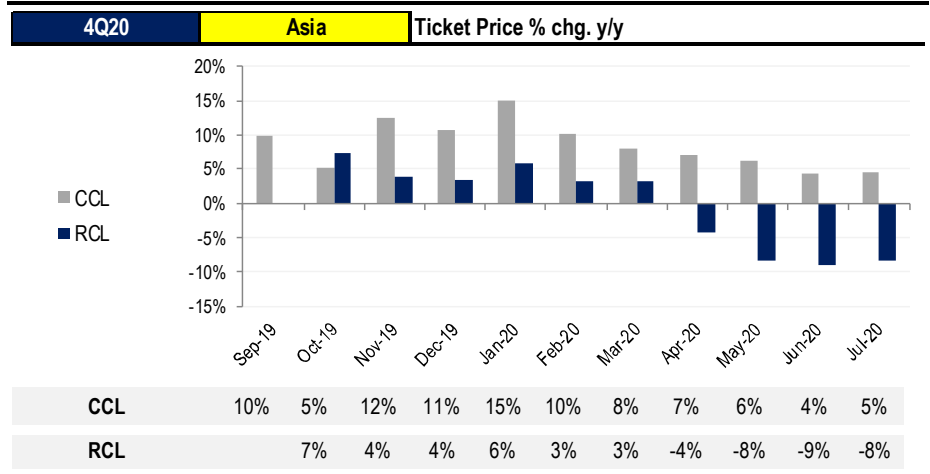 4Q20 Asia Ticket Price % chg. y/y
20%
15%
10%
5%
0%
-5%
-10%
-15%
CCL
RCL
Sep-19 Oct-19 Nov-19 Dec-19 Jan-20 Feb-20 Mar-20 Apr-20 May-20 Jun-20 Jul-20
CCL 10% 5% 12% 11% 15% 10% 8% 7% 6% 4% 5%
RCL 7% 4% 4% 6% 3% 3% -4% -8% -9% -8%